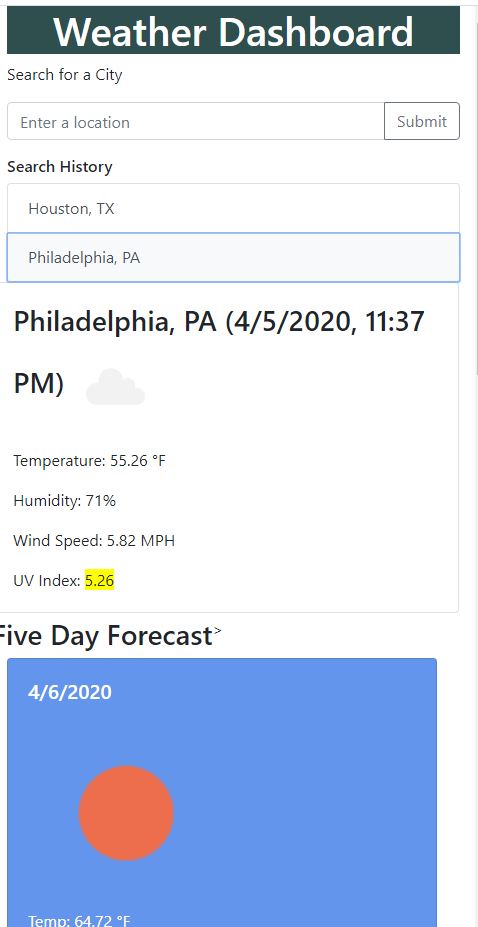 Weather Dashboard
Search for a City
Enter a location
Submit
Search History
Houston, TX
Philadelphia, PA
Philadelphia, PA (4/5/2020, 11:37
PM)
Temperature: 55.26 °F
Humidity: 71%
Wind Speed: 5.82 MPH
UV Index: 5.26
Five Day Forecast>
4/6/2020
Temp: 64.72 °F